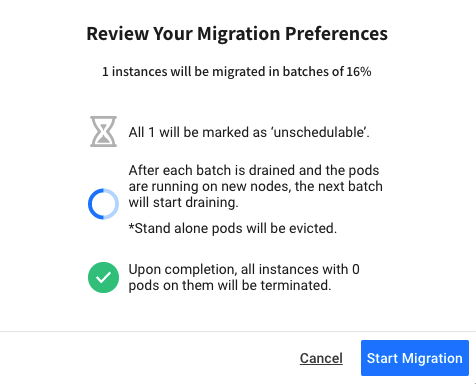 Review Your Migration Preferences
1 instances will be migrated in batches of 16%
All 1 will be marked as ‘unschedulable’.
After each batch is drained and the pods
are running on new nodes, the next batch
will start draining.
*Stand alone pods will be evicted.
Upon completion, all instances with 0
pods on them will be terminated.
Cancel
Start Migration